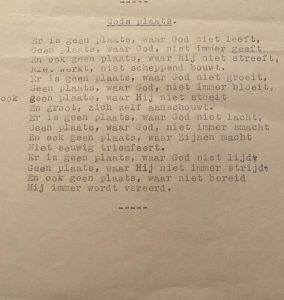 -----
Gods plaats.
Er is geen plaats, waar God niet leeft,
Geen plaats, waar God, niet immer geeft
En ook geen plaats, waar hij niet streeft,
Niet werkt, niet scheppend bouwt.
Er is geen plaats, waar God niet groeit,
Geen plaats, waar God, niet immer bloeit,
ook geen plaats, waar Hij niet stoeit
En groot, zich zelf aanschouwt.
Er is geen plaats, waar God niet lacht,
Geen plaats, waar God, niet immer smacht
En ook geen plaats, waar Zijnen macht
Niet eeuwig triomfeert.
Er is geen plaats, waar God niet lijdt
Geen plaats, waar Hij niet immer strijdt
En ook geen plaats, waar niet bereid
Hij immer wordt vereerd.
-----